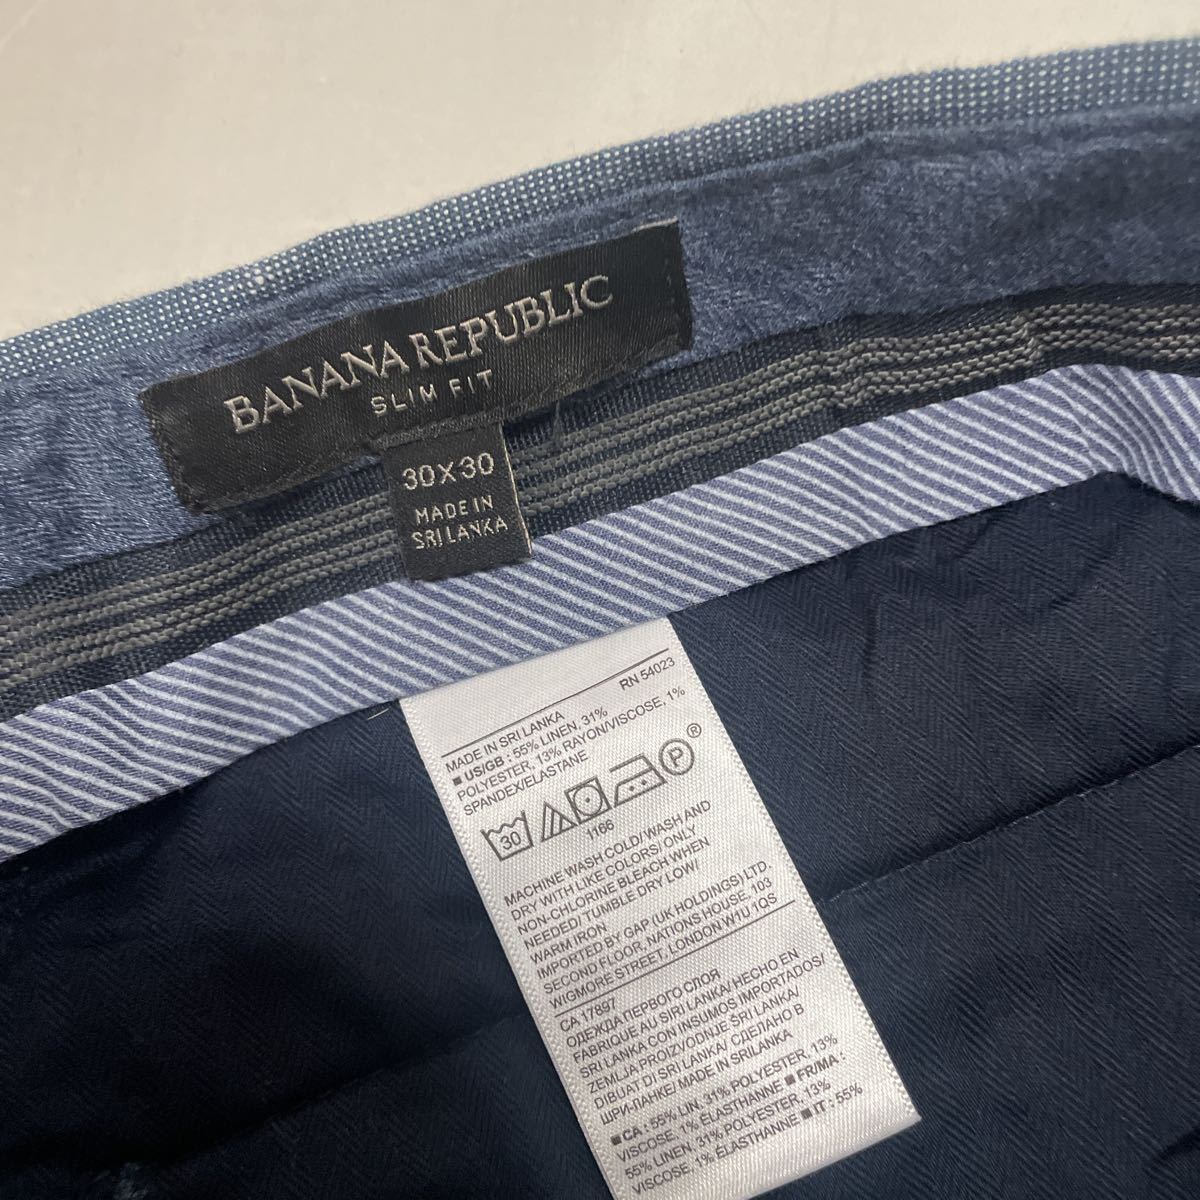 BANANA REPUBLIC
SLIM FIT
30X30
MADE IN
SRI LANKA
RN 54023
MADE IN SRI LANKA
■ US/GB : 55% LINEN, 31%
POLYESTER, 13% RAYON/VISCOSE, 1%
SPANDEX/ELASTANE
30
P
®
1166
MACHINE WASH COLD/WASH AND
DRY WITH LIKE COLORS/ ONLY
NON-CHLORINE BLEACH WHEN
NEEDED/ TUMBLE DRY LOW/
WARM IRON
IMPORTED BY GAP (UK HOLDINGS) LTD.
SECOND FLOOR, NATIONS HOUSE, 103
WIGMORE STREET, LONDON W1U 1QS
CA 17897
ОДЕЖДА ПЕРВОГО СЛОЯ
FABRIQUE AU SRI LANKA/ HECHO EN
SRI LANKA CON INSUMOS IMPORTADOS/
ZEMLJA PROIZVODNJE ŠRI LANKA/
DIBUAT DI SRI LANKA/ СДЕЛАНО В
ШРИ-ЛАНКЕ/ MADE IN SRILANKA
■ CA : 55% LIN, 31% POLYESTER, 13%
VISCOSE, 1% ÉLASTHANNE ■ FR/MA :
55% LINEN, 31% POLYESTER, 13%
VISCOSE, 1% ÉLASTHANNE ■ IT : 55%